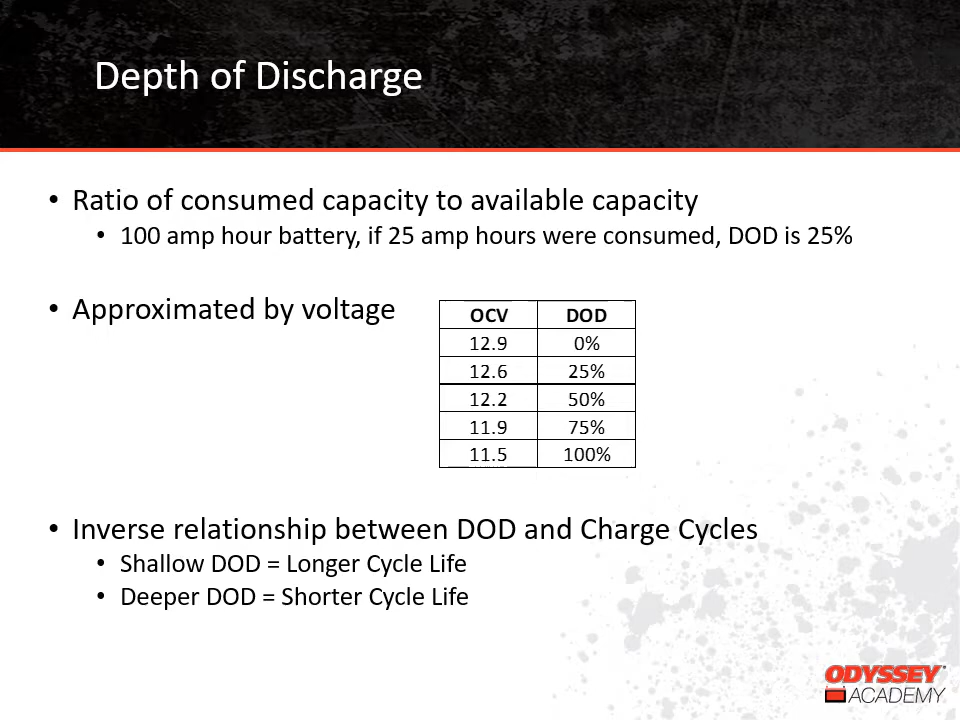 Depth of Discharge
• Ratio of consumed capacity to available capacity
• 100 amp hour battery, if 25 amp hours were consumed, DOD is 25%
• Approximated by voltage
OCV DOD
12.9 0%
12.6 25%
12.2 50%
11.9 75%
11.5 100%
• Inverse relationship between DOD and Charge Cycles
• Shallow DOD = Longer Cycle Life
• Deeper DOD = Shorter Cycle Life
ODYSSEY
ACADEMY